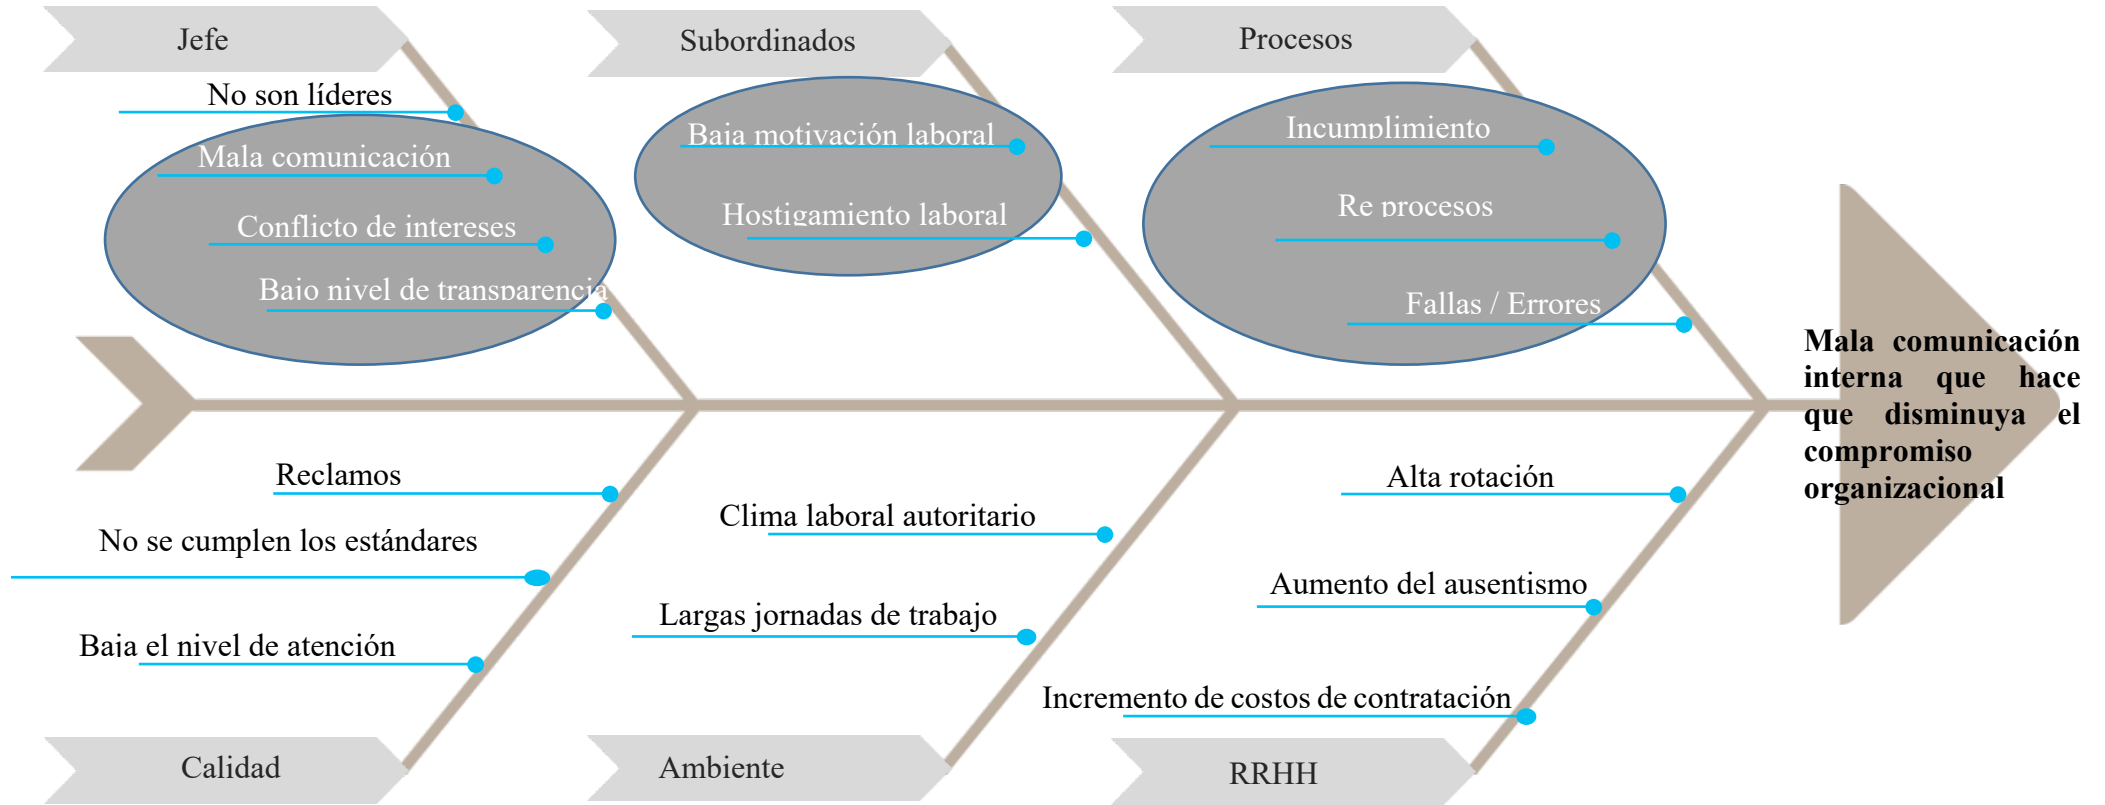 Jefe
Subordinados
Procesos
No son líderes
Mala comunicación
Conflicto de intereses
Bajo nivel de transparencia
Baja motivación laboral
Hostigamiento laboral
Incumplimiento
Re procesos
Fallas / Errores
Mala comunicación
interna que hace
que disminuya el
compromiso
organizacional
Reclamos
No se cumplen los estándares
Baja el nivel de atención
Clima laboral autoritario
Largas jornadas de trabajo
Alta rotación
Aumento del ausentismo
Incremento de costos de contratación
Calidad
Ambiente
RRHH